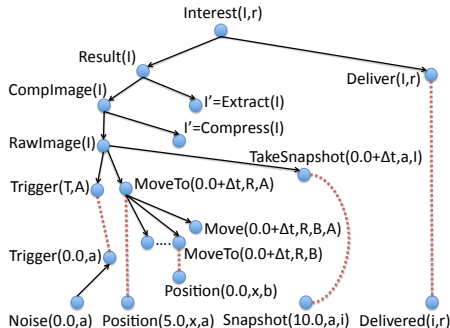 Interest(I,r)
Result(I)
Deliver(I,r)
CompImage(I)
I'=Extract(I)
I'=Compress(I)
RawImage(I)
TakeSnapshot(0.0+Δt,a,I)
Trigger(T,A)
MoveTo(0.0+Δt,R,A)
Move(0.0+Δt,R,B,A)
....
MoveTo(0.0+Δt,R,B)
Trigger(0.0,a)
Position(0.0,x,b)
Noise(0.0,a)
Position(5.0,x,a)
Snapshot(10.0,a,i)
Delivered(i,r)